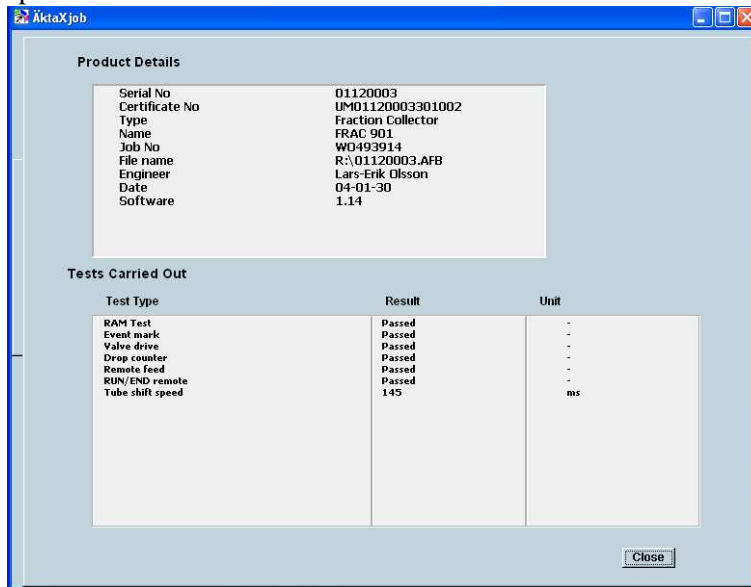 ÄktaXjob
Product Details
Serial No 01120003
Certificate No UM01120003301002
Type Fraction Collector
Name FRAC 901
Job No WO493914
File name R:\01120003.AFB
Engineer Lars-Erik Olsson
Date 04-01-30
Software 1.14
Tests Carried Out
Test Type Result Unit
RAM Test Passed -
Event mark Passed -
Valve drive Passed -
Drop counter Passed -
Remote feed Passed -
RUN/END remote Passed -
Tube shift speed 145 ms
Close